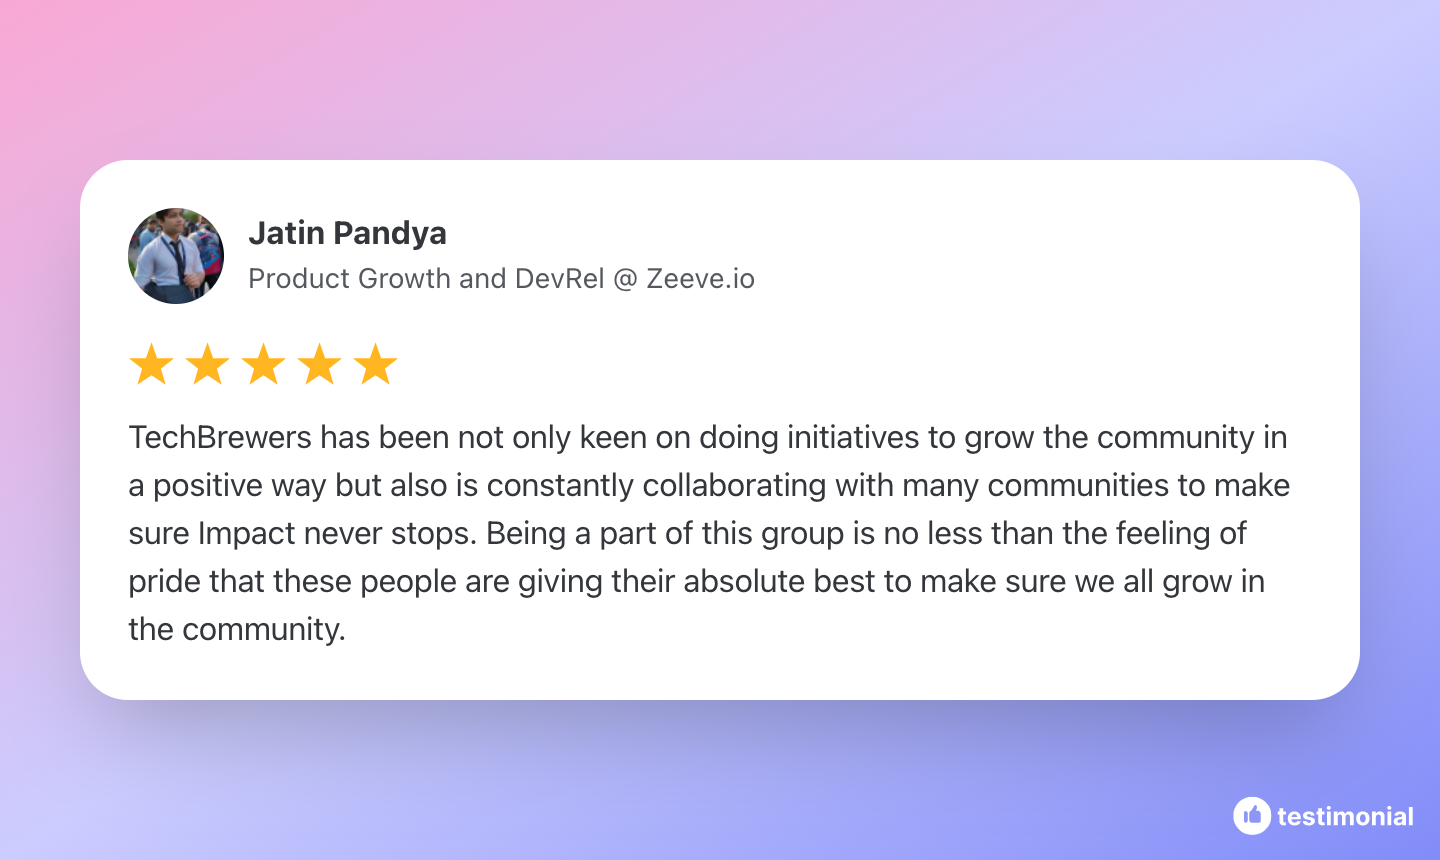 Jatin Pandya
Product Growth and DevRel @ Zeeve.io
TechBrewers has been not only keen on doing initiatives to grow the community in
a positive way but also is constantly collaborating with many communities to make
sure Impact never stops. Being a part of this group is no less than the feeling of
pride that these people are giving their absolute best to make sure we all grow in
the community.
testimonial